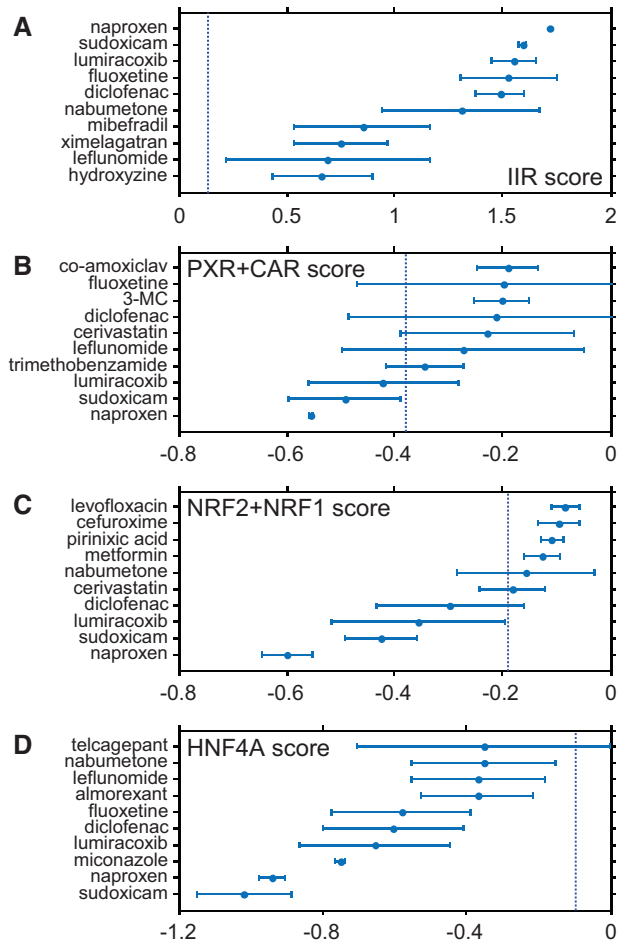 A
naproxen
sudoxicam
lumiracoxib
fluoxetine
diclofenac
nabumetone
mibefradil
ximelagatran
leflunomide
hydroxyzine
IIR score
0 0.5 1 1.5 2
B
PXR+CAR score
co-amoxiclav
fluoxetine
3-MC
diclofenac
cerivastatin
leflunomide
trimethobenzamide
lumiracoxib
sudoxicam
naproxen
-0.8 -0.6 -0.4 -0.2 0
C
NRF2+NRF1 score
levofloxacin
cefuroxime
pirinixic acid
metformin
nabumetone
cerivastatin
diclofenac
lumiracoxib
sudoxicam
naproxen
-0.8 -0.6 -0.4 -0.2 0
D
HNF4A score
telcagepant
nabumetone
leflunomide
almorexant
fluoxetine
diclofenac
lumiracoxib
miconazole
naproxen
sudoxicam
-1.2 -0.8 -0.4 0